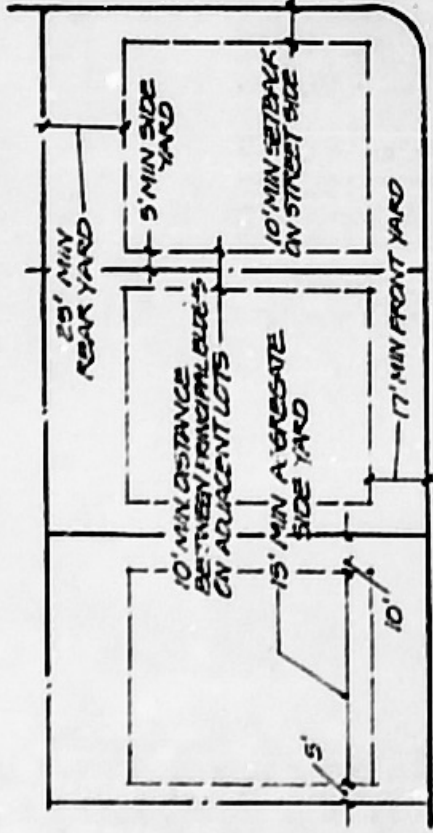 25' MIN
REAR YARD
5' MIN SIDE
YARD
10' MIN DISTANCE
BETWEEN PRINCIPAL BLDG'S
ON ADJACENT LOTS
10' MIN SETBACK
ON STREET SIDE
15' MIN AGGREGATE
SIDE YARD
17' MIN FRONT YARD
5'
10'